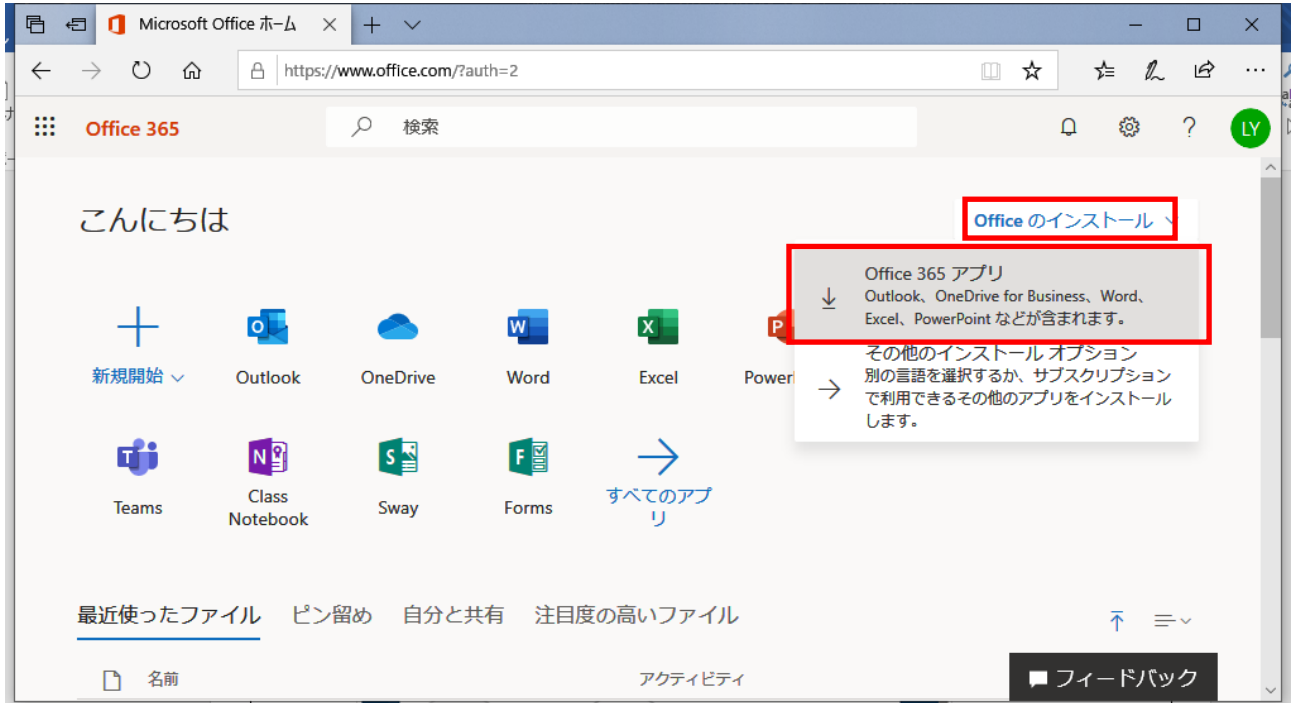 Microsoft Office ホーム
https://www.office.com/?auth=2
Office 365
検索
LY
こんにちは
Office のインストール
Office 365 アプリ
Outlook、OneDrive for Business、Word、
Excel、PowerPoint などが含まれます。
その他のインストール オプション
別の言語を選択するか、サブスクリプション
で利用できるその他のアプリをインストール
します。
新規開始
Outlook
OneDrive
Word
Excel
Power
Teams
Class
Notebook
Sway
Forms
すべてのアプ
リ
最近使ったファイル
ピン留め
自分と共有
注目度の高いファイル
名前
アクティビティ
フィードバック